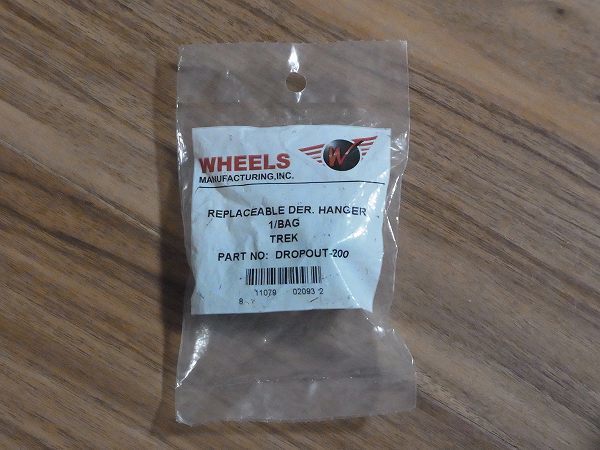 WHEELS
MANUFACTURING, INC.
W
REPLACEABLE DER. HANGER
1/BAG
TREK
PART NO: DROPOUT-200
8 11079 02093 2